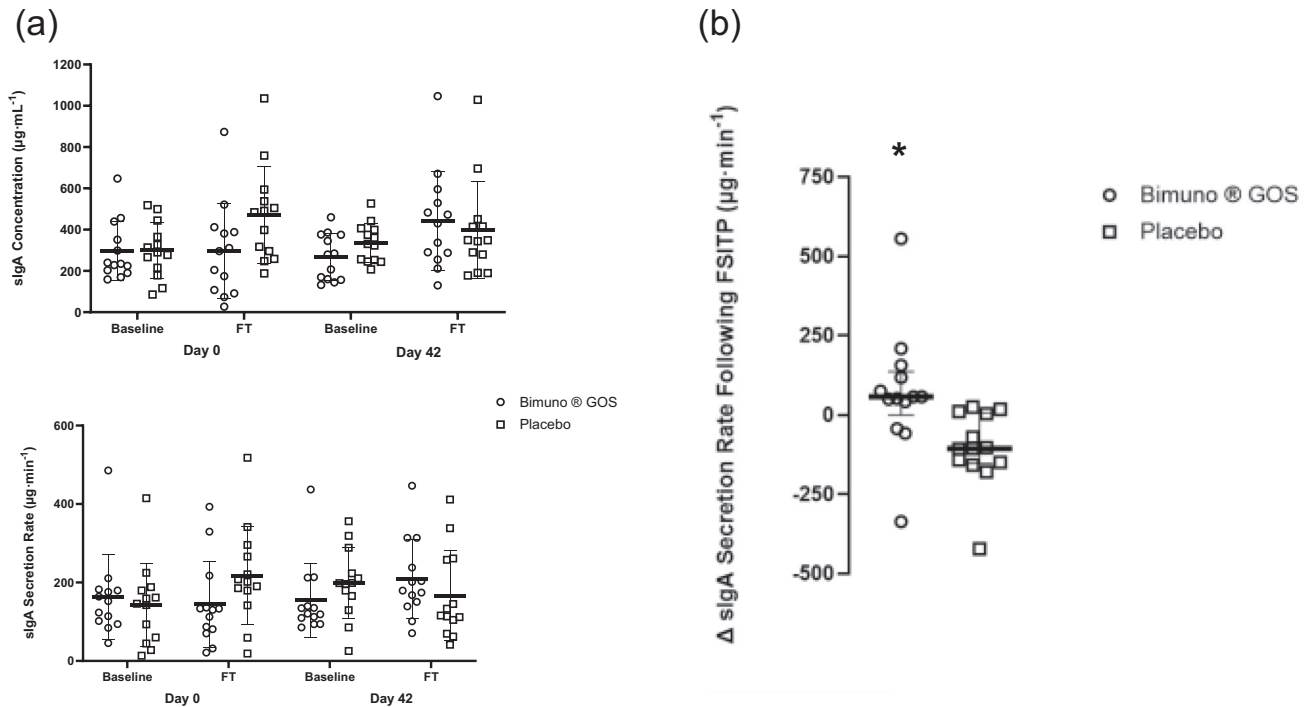 (a)
1200
1000
800
600
400
200
0
sIgA Concentration (µg·mL⁻¹)
Baseline FT Baseline FT
Day 0 Day 42
600
400
200
0
sIgA Secretion Rate (µg·min⁻¹)
Bimuno ® GOS
Placebo
Baseline FT Baseline FT
Day 0 Day 42
(b)
Δ sIgA Secretion Rate Following FSITP (µg·min⁻¹)
*
750
500
250
0
-250
-500
Bimuno ® GOS
Placebo